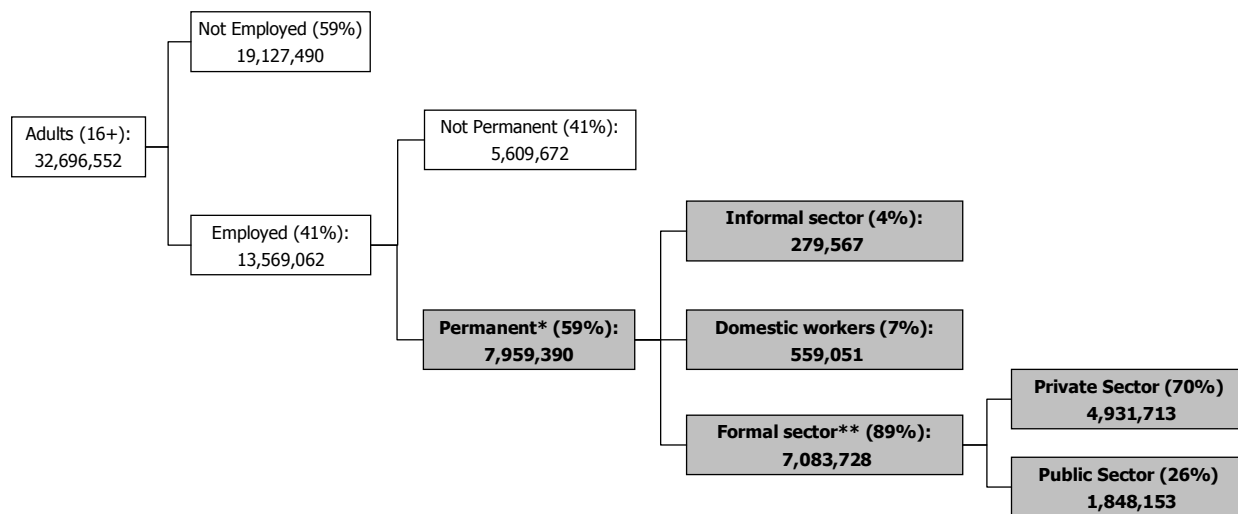 Not Employed (59%)
19,127,490
Adults (16+):
32,696,552
Not Permanent (41%):
5,609,672
Employed (41%):
13,569,062
Informal sector (4%):
279,567
Permanent* (59%):
7,959,390
Domestic workers (7%):
559,051
Private Sector (70%)
4,931,713
Formal sector** (89%):
7,083,728
Public Sector (26%)
1,848,153